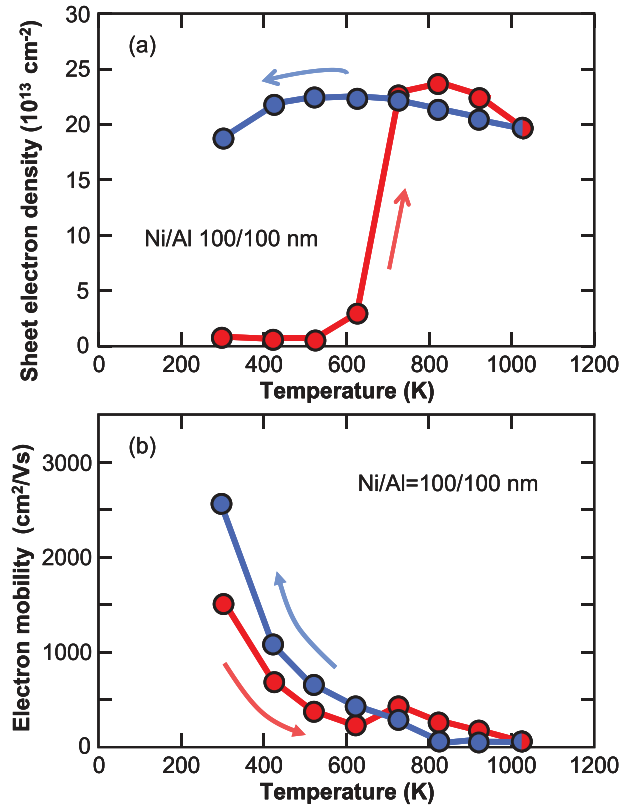 30
(a)
25
20
15
10
5
0
Sheet electron density (10¹³ cm⁻²)
Ni/Al 100/100 nm
0 200 400 600 800 1000 1200
Temperature (K)
(b)
3000
2000
1000
0
Electron mobility (cm²/Vs)
Ni/Al=100/100 nm
0 200 400 600 800 1000 1200
Temperature (K)